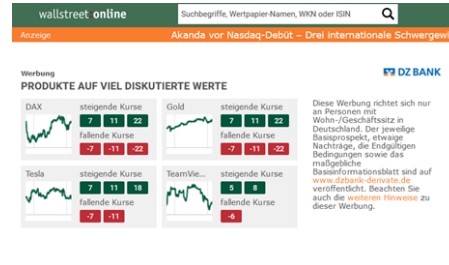 wallstreet:online
Suchbegriffe, Wertpapier-Namen, WKN oder ISIN
Anzeige
Akanda vor Nasdaq-Debüt – Drei internationale Schwergewi
Werbung
DZ BANK
PRODUKTE AUF VIEL DISKUTIERTE WERTE
DAX
steigende Kurse
7 11 22
fallende Kurse
-7 -11 -22
Gold
steigende Kurse
7 11 22
fallende Kurse
-7 -11 -22
Tesla
steigende Kurse
7 11 18
fallende Kurse
-7 -11
TeamVie...
steigende Kurse
5 8
fallende Kurse
-6
Diese Werbung richtet sich nur
an Personen mit
Wohn-/Geschäftssitz in
Deutschland. Der jeweilige
Basisprospekt, etwaige
Nachträge, die Endgültigen
Bedingungen sowie das
maßgebliche
Basisinformationsblatt sind auf
www.dzbank-derivate.de
veröffentlicht. Beachten Sie
auch die weiteren Hinweise zu
dieser Werbung.